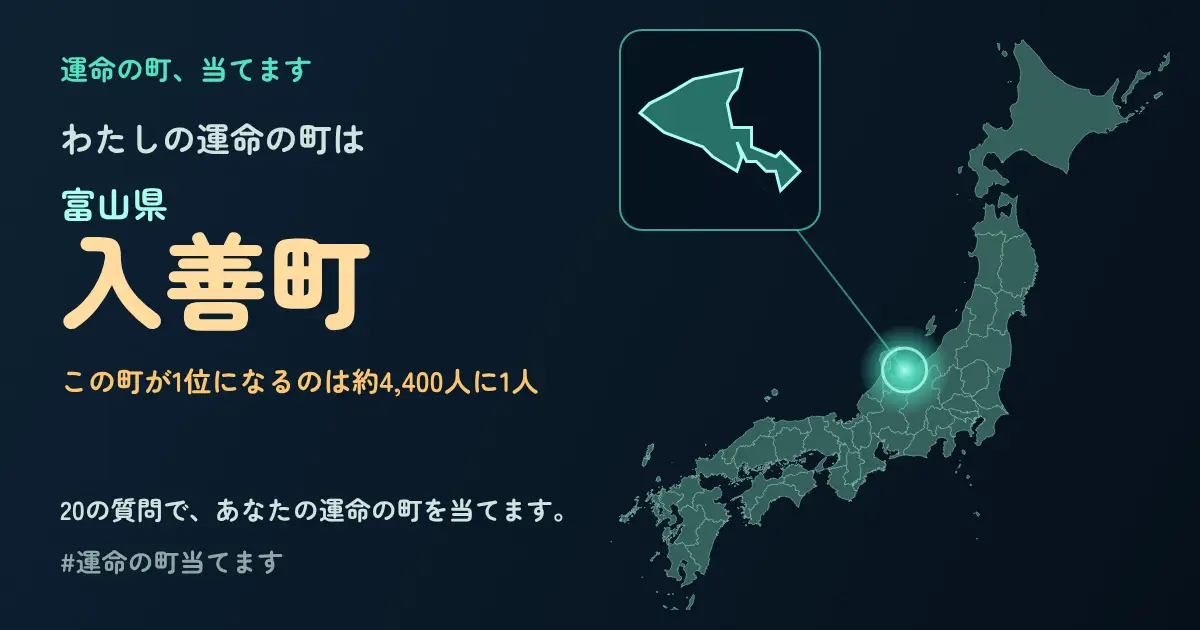 運命の町、当てます
わたしの運命の町は
富山県
入善町
この町が1位になるのは約4,400人に1人
20の質問で、あなたの運命の町を当てます。
#運命の町当てます